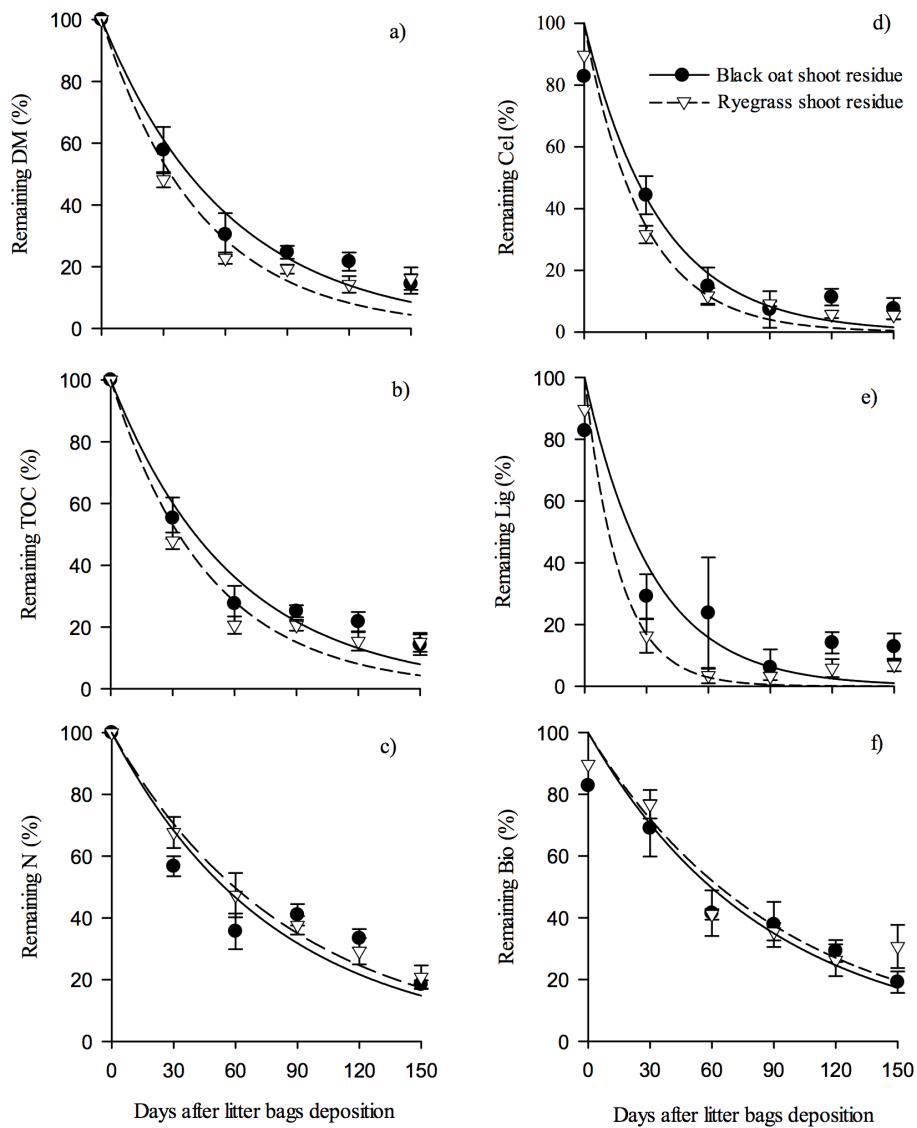 a)
Remaining DM (%)
100
80
60
40
20
0
d)
Remaining Cel (%)
100
80
60
40
20
0
Black oat shoot residue
Ryegrass shoot residue
b)
Remaining TOC (%)
100
80
60
40
20
0
e)
Remaining Lig (%)
100
80
60
40
20
0
c)
Remaining N (%)
100
80
60
40
20
0
0 30 60 90 120 150
Days after litter bags deposition
f)
Remaining Bio (%)
100
80
60
40
20
0
0 30 60 90 120 150
Days after litter bags deposition